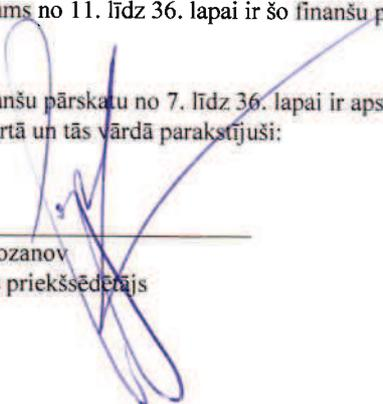 ams no 11. līdz 36. lapai ir šo finanšu p
anšu pārskatu no 7. līdz 36. lapai ir aps
rtā un tās vārdā parakstījuši:
ozanov
s priekšsēdētājs